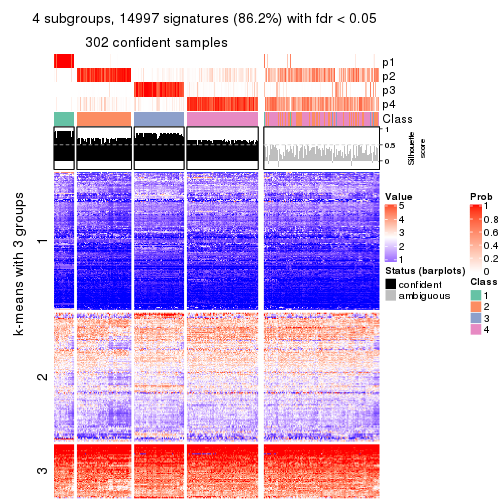 4 subgroups, 14997 signatures (86.2%) with fdr < 0.05
302 confident samples
p1
p2
p3
p4
Class
1
0.5
0
Silhouette
score
k-means with 3 groups
1
2
3
Value
5
4
3
2
1
Status (barplots)
confident
ambiguous
Prob
1
0.8
0.6
0.4
0.2
0
Class
1
2
3
4